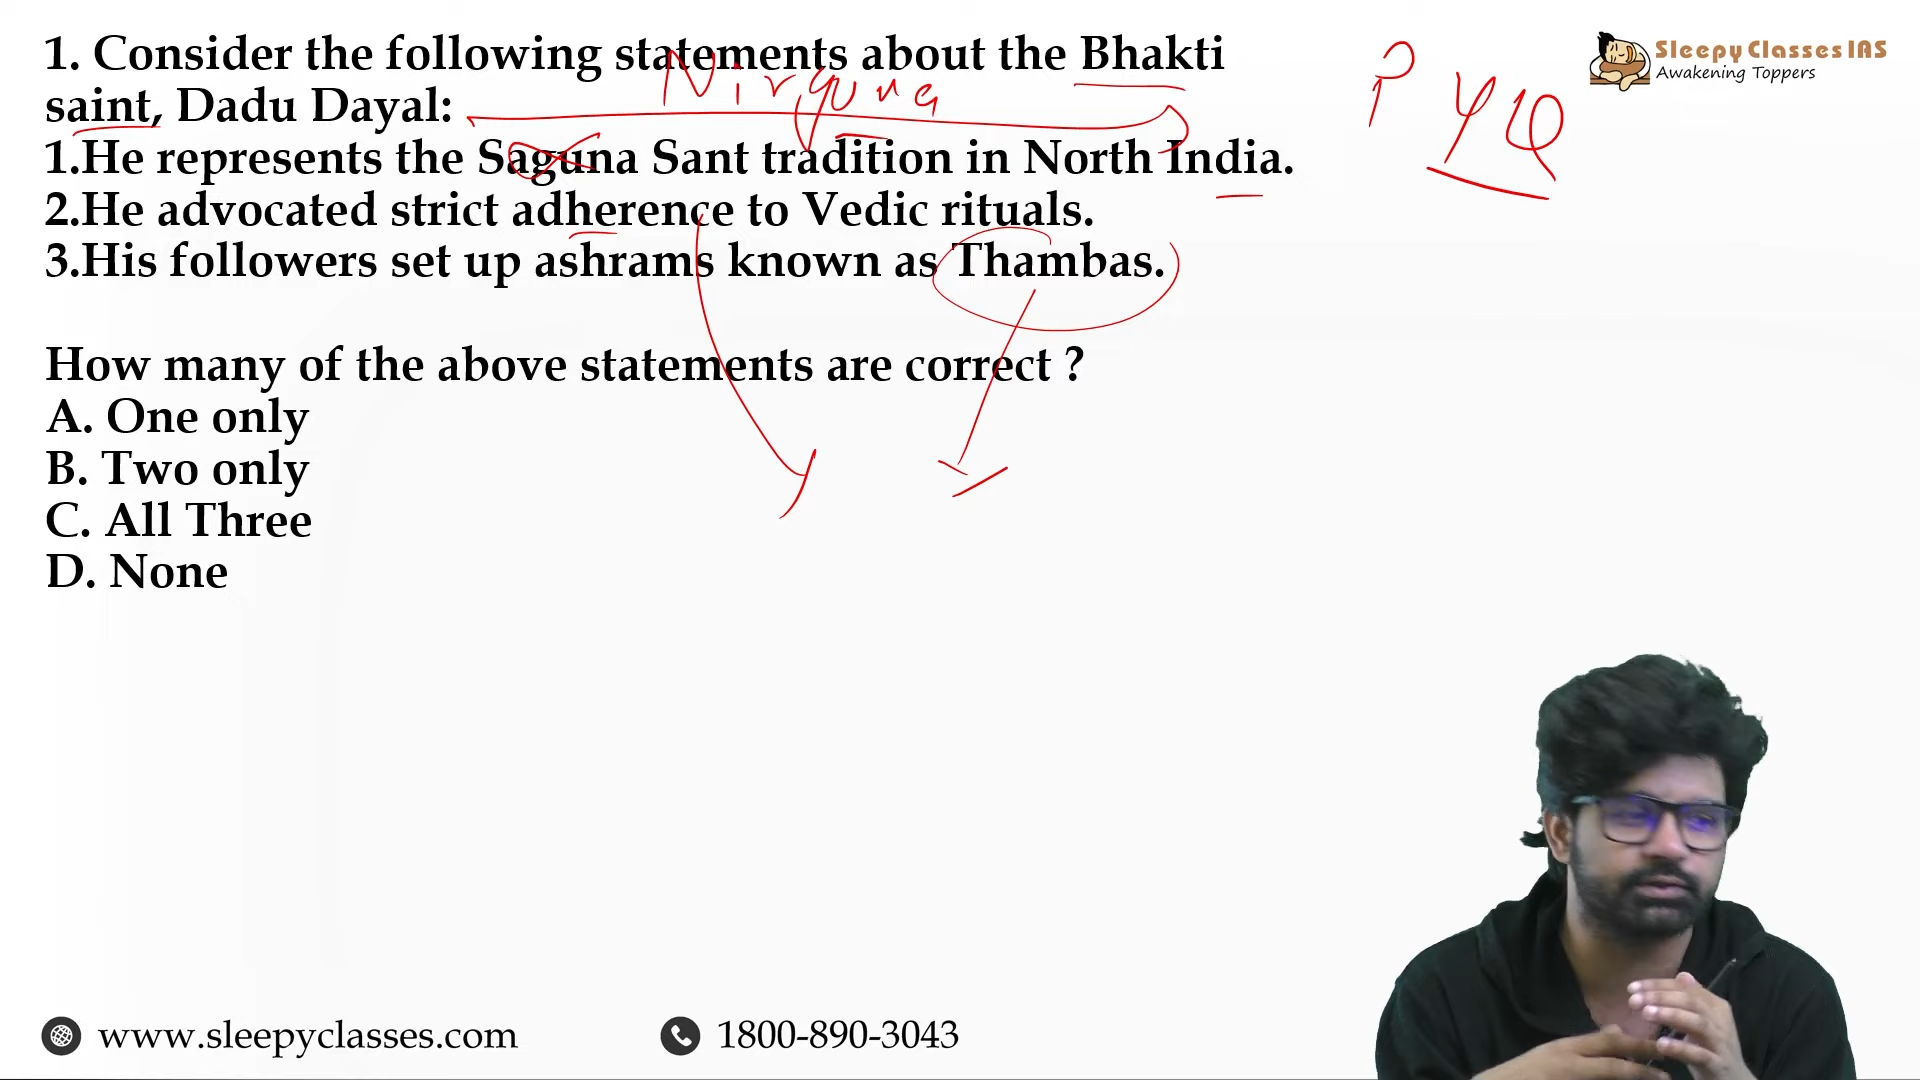 1. Consider the following statements about the Bhakti
saint, Dadu Dayal:
Nirguna
1.He represents the Saguna Sant tradition in North India.
2.He advocated strict adherence to Vedic rituals.
3.His followers set up ashrams known as Thambas.
How many of the above statements are correct ?
A. One only
B. Two only
C. All Three
D. None
PYQ
Sleepy Classes IAS
Awakening Toppers
www.sleepyclasses.com
1800-890-3043